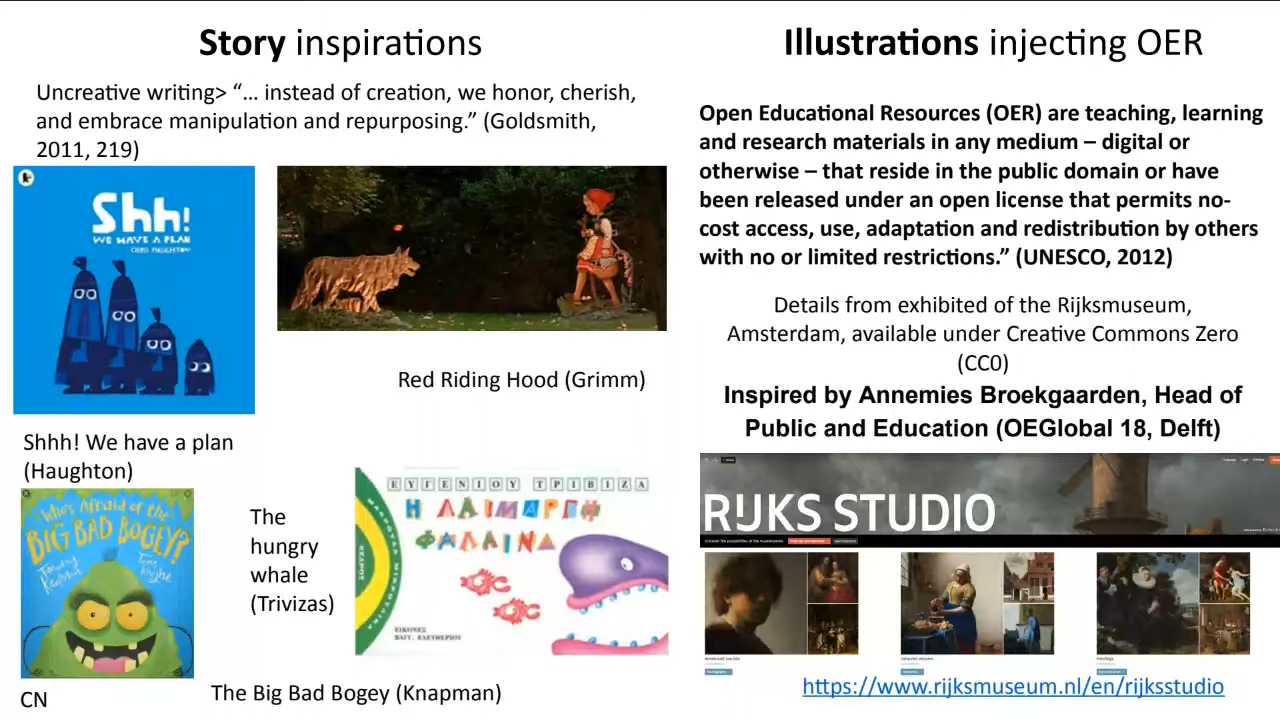 Story inspirations
Uncreative writing> “… instead of creation, we honor, cherish,
and embrace manipulation and repurposing.” (Goldsmith,
2011, 219)
Shh!
WE HAVE A PLAN
CHRIS HAUGHTON
Red Riding Hood (Grimm)
Shhh! We have a plan
(Haughton)
Who's Afraid of the
BIG BAD BOGEY?
Timothy
Knapman
The
hungry
whale
(Trivizas)
ΕΥΓΕΝΙΟΥ ΤΡΙΒΙΖΑ
Η ΛΑΙΜΑΡΓΗ
ΦΑΛΑΙΝΑ
ΕΙΚΟΝΕΣ
ΒΑΓΓ. ΕΛΕΥΘΕΡΙΟΥ
The Big Bad Bogey (Knapman)
CN
Illustrations injecting OER
Open Educational Resources (OER) are teaching, learning
and research materials in any medium – digital or
otherwise – that reside in the public domain or have
been released under an open license that permits no-
cost access, use, adaptation and redistribution by others
with no or limited restrictions.” (UNESCO, 2012)
Details from exhibited of the Rijksmuseum,
Amsterdam, available under Creative Commons Zero
(CC0)
Inspired by Annemies Broekgaarden, Head of
Public and Education (OEGlobal 18, Delft)
RIJKS STUDIO
https://www.rijksmuseum.nl/en/rijksstudio